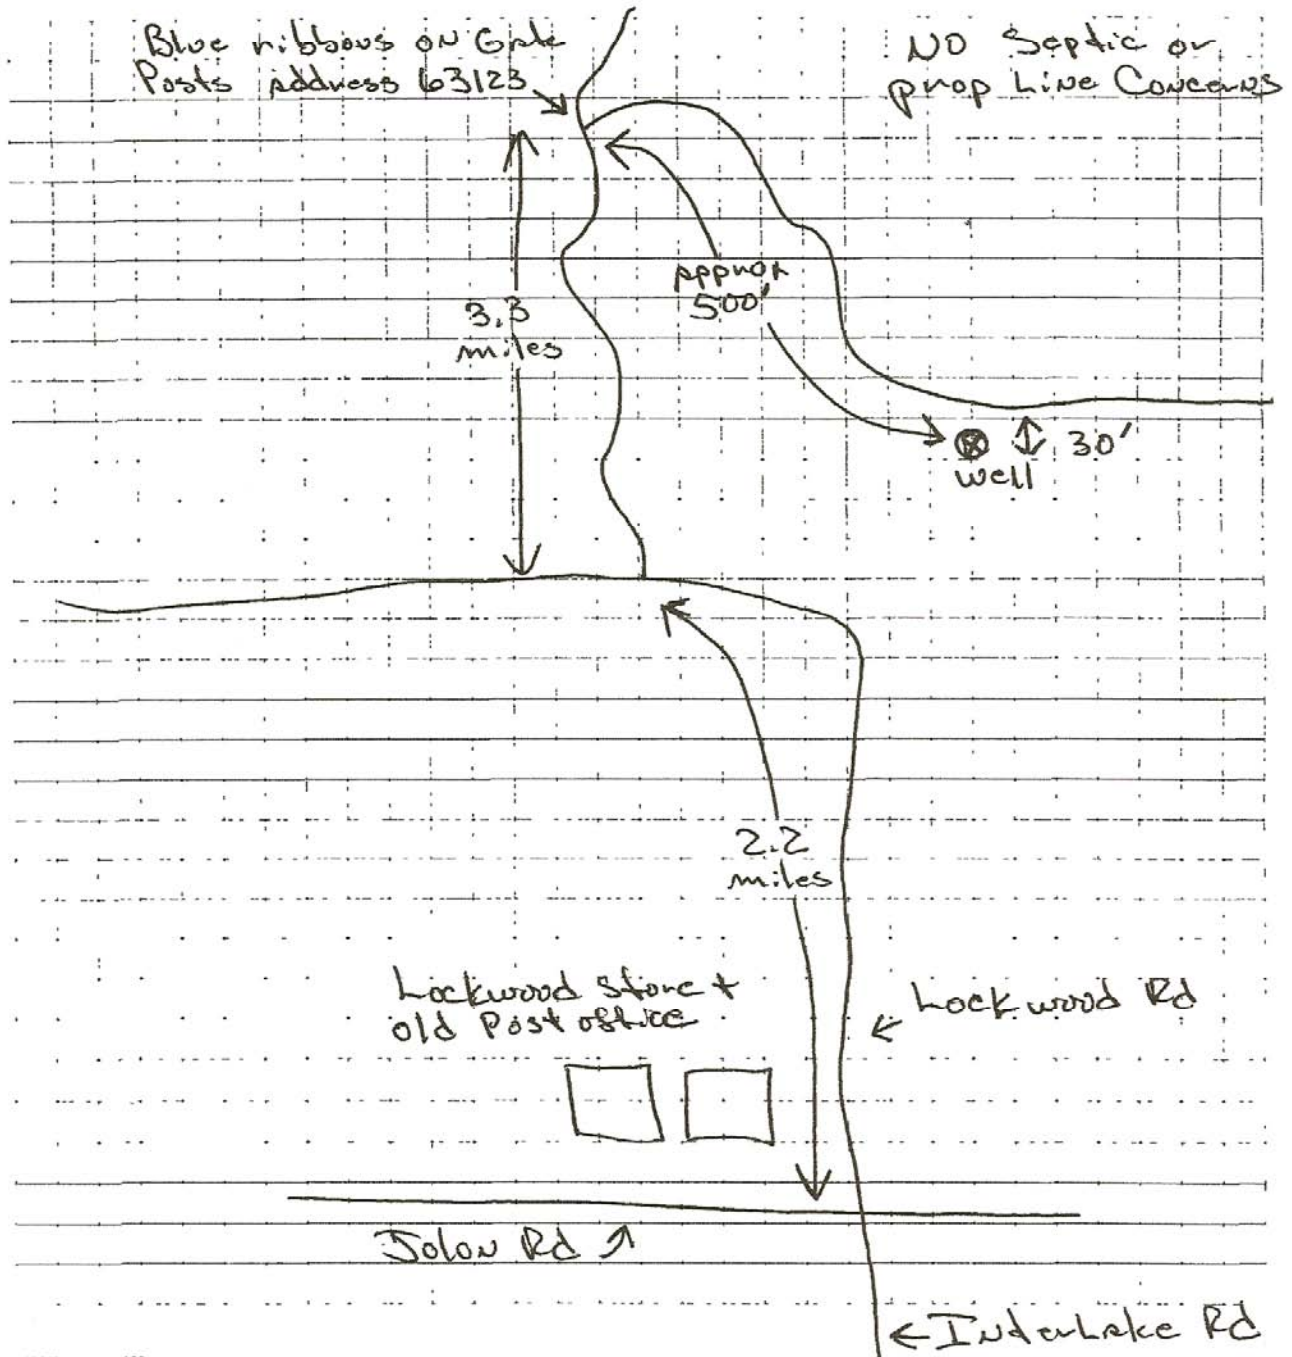 Blue ribbons on Gate
Posts address 63123
No Septic or
prop Line Concerns
approx
500'
3.3
miles
30'
well
2.2
miles
Lockwood store +
old Post office
Lockwood Rd
Jolon Rd
InterLake Rd